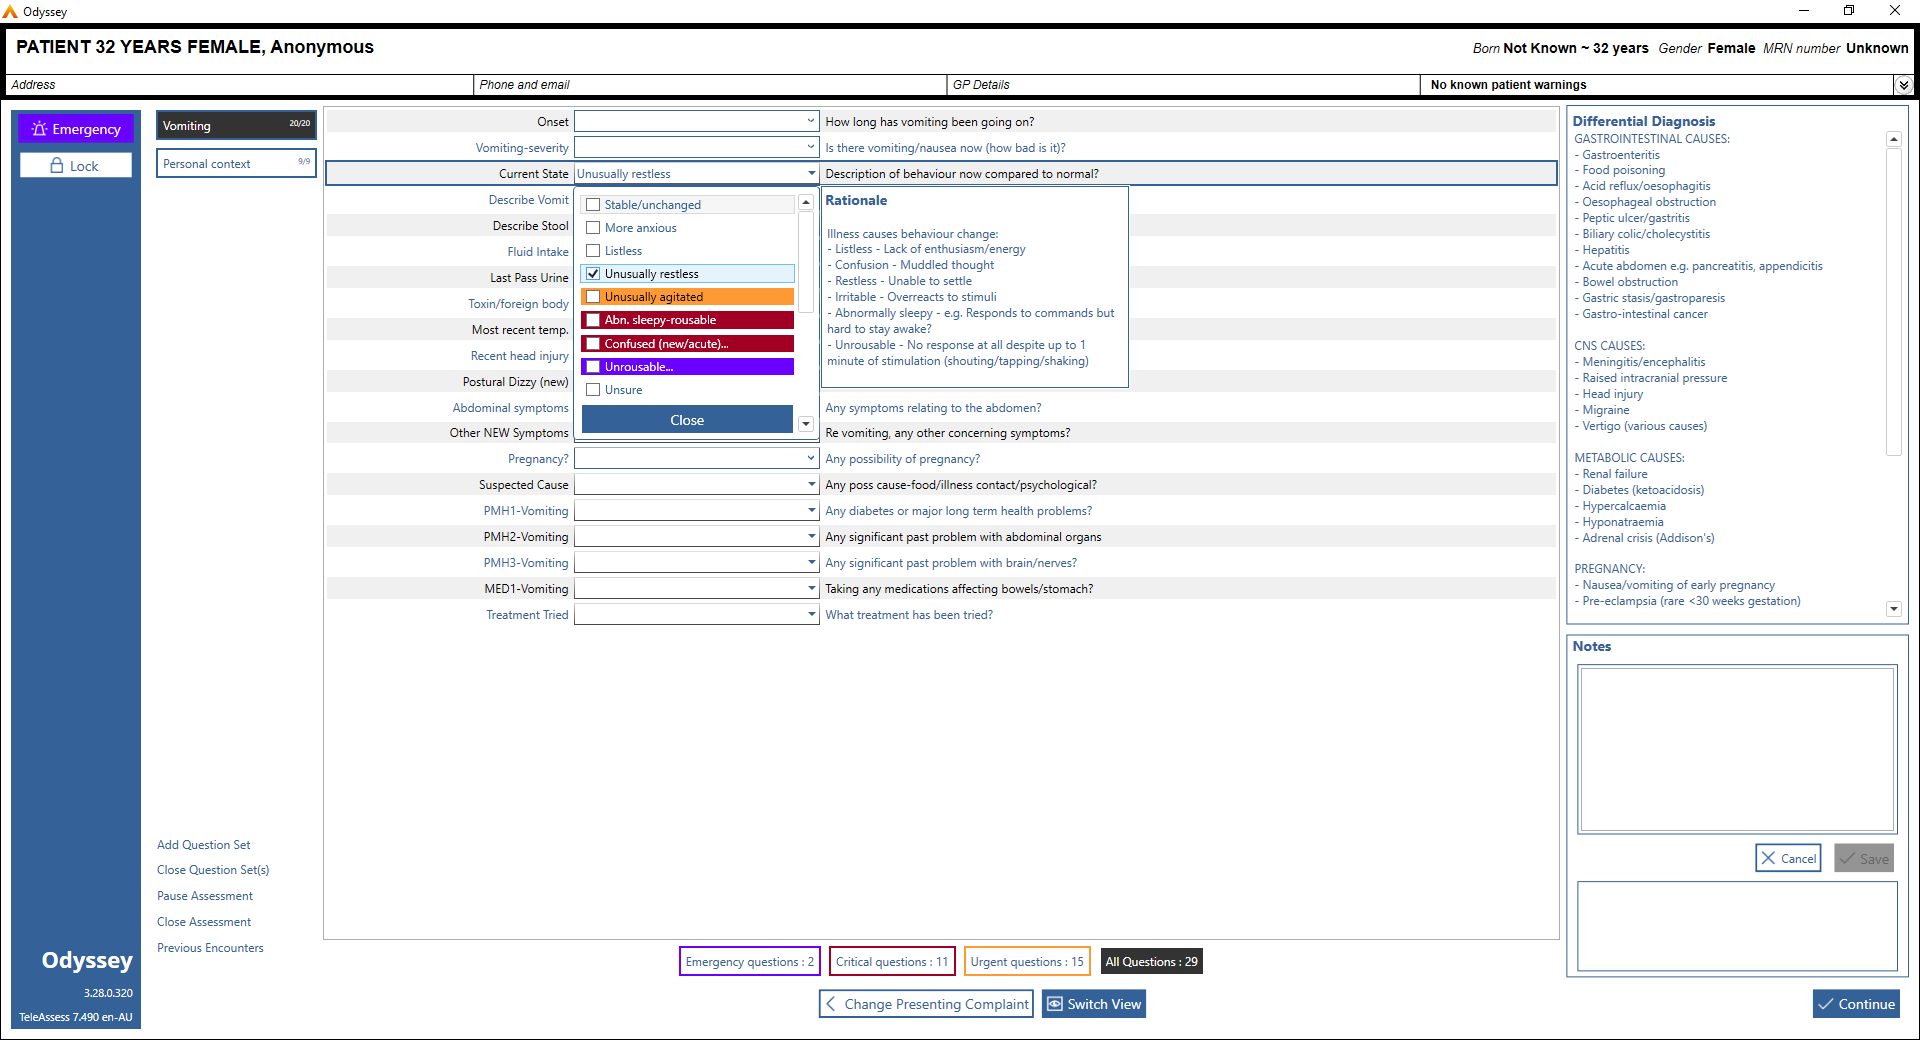 Odyssey
PATIENT 32 YEARS FEMALE, Anonymous
Born Not Known ~ 32 years Gender Female MRN number Unknown
Address
Phone and email
GP Details
No known patient warnings
Emergency
Lock
Vomiting 20/20
Personal context 9/9
Onset
How long has vomiting been going on?
Vomiting-severity
Is there vomiting/nausea now (how bad is it)?
Current State
Unusually restless
Description of behaviour now compared to normal?
Describe Vomit
Describe Stool
Fluid Intake
Last Pass Urine
Toxin/foreign body
Most recent temp.
Recent head injury
Postural Dizzy (new)
Stable/unchanged
More anxious
Listless
Unusually restless
Unusually agitated
Abn. sleepy-rousable
Confused (new/acute)...
Unrousable...
Unsure
Close
Rationale
Illness causes behaviour change:
- Listless - Lack of enthusiasm/energy
- Confusion - Muddled thought
- Restless - Unable to settle
- Irritable - Overreacts to stimuli
- Abnormally sleepy - e.g. Responds to commands but
hard to stay awake?
- Unrousable - No response at all despite up to 1
minute of stimulation (shouting/tapping/shaking)
Abdominal symptoms
Any symptoms relating to the abdomen?
Other NEW Symptoms
Re vomiting, any other concerning symptoms?
Pregnancy?
Any possibility of pregnancy?
Suspected Cause
Any poss cause-food/illness contact/psychological?
PMH1-Vomiting
Any diabetes or major long term health problems?
PMH2-Vomiting
Any significant past problem with abdominal organs
PMH3-Vomiting
Any significant past problem with brain/nerves?
MED1-Vomiting
Taking any medications affecting bowels/stomach?
Treatment Tried
What treatment has been tried?
Differential Diagnosis
GASTROINTESTINAL CAUSES:
- Gastroenteritis
- Food poisoning
- Acid reflux/oesophagitis
- Oesophageal obstruction
- Peptic ulcer/gastritis
- Biliary colic/cholecystitis
- Hepatitis
- Acute abdomen e.g. pancreatitis, appendicitis
- Bowel obstruction
- Gastric stasis/gastroparesis
- Gastro-intestinal cancer
CNS CAUSES:
- Meningitis/encephalitis
- Raised intracranial pressure
- Head injury
- Migraine
- Vertigo (various causes)
METABOLIC CAUSES:
- Renal failure
- Diabetes (ketoacidosis)
- Hypercalcaemia
- Hyponatraemia
- Adrenal crisis (Addison's)
PREGNANCY:
- Nausea/vomiting of early pregnancy
- Pre-eclampsia (rare <30 weeks gestation)
Notes
Cancel
Save
Add Question Set
Close Question Set(s)
Pause Assessment
Close Assessment
Previous Encounters
Odyssey
3.28.0.320
TeleAssess 7.490 en-AU
Emergency questions : 2
Critical questions : 11
Urgent questions : 15
All Questions : 29
Change Presenting Complaint
Switch View
Continue